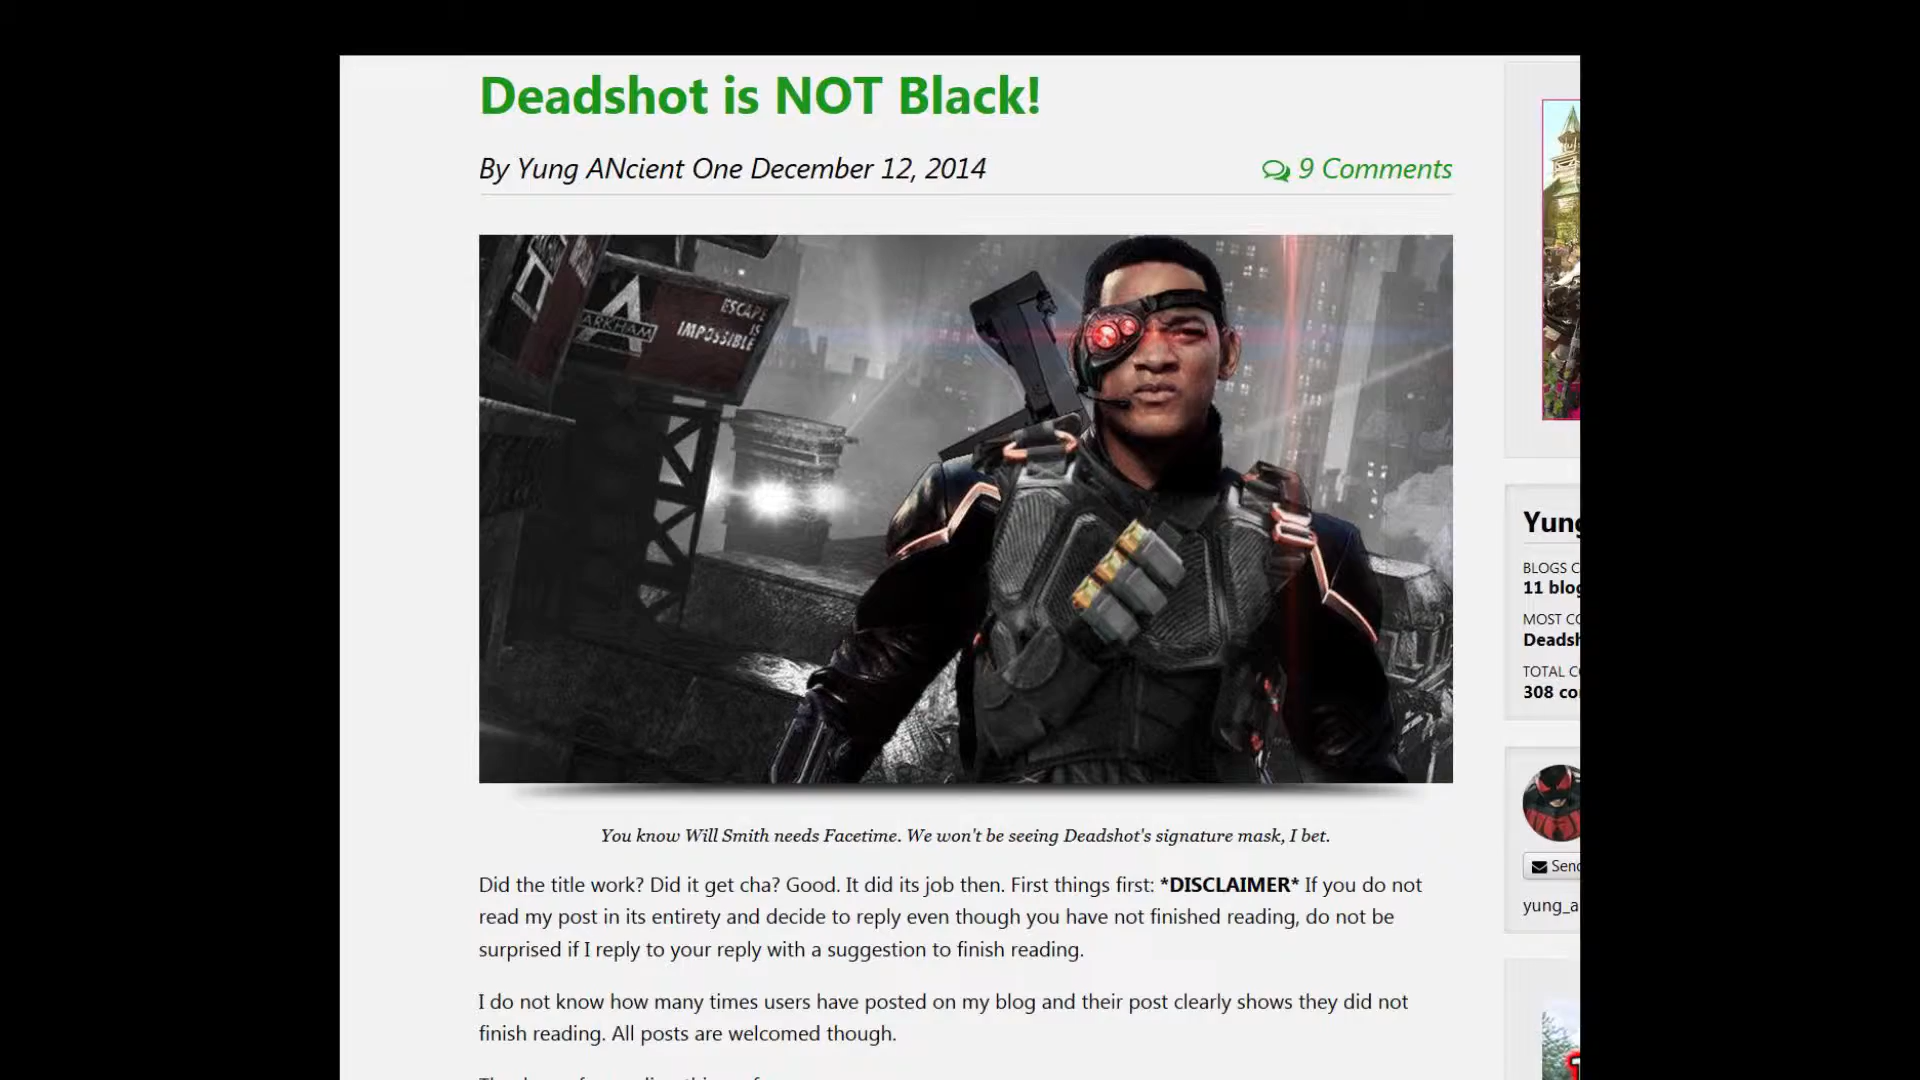 Deadshot is NOT Black!
By Yung ANcient One December 12, 2014
9 Comments
ARKHAM
ESCAPE
IS
IMPOSSIBLE
You know Will Smith needs Facetime. We won't be seeing Deadshot's signature mask, I bet.
Did the title work? Did it get cha? Good. It did its job then. First things first: *DISCLAIMER* If you do not
read my post in its entirety and decide to reply even though you have not finished reading, do not be
surprised if I reply to your reply with a suggestion to finish reading.
I do not know how many times users have posted on my blog and their post clearly shows they did not
finish reading. All posts are welcomed though.
Yung
BLOGS C
11 blog
MOST CO
Deadsh
TOTAL CO
308 co
Send
yung_a